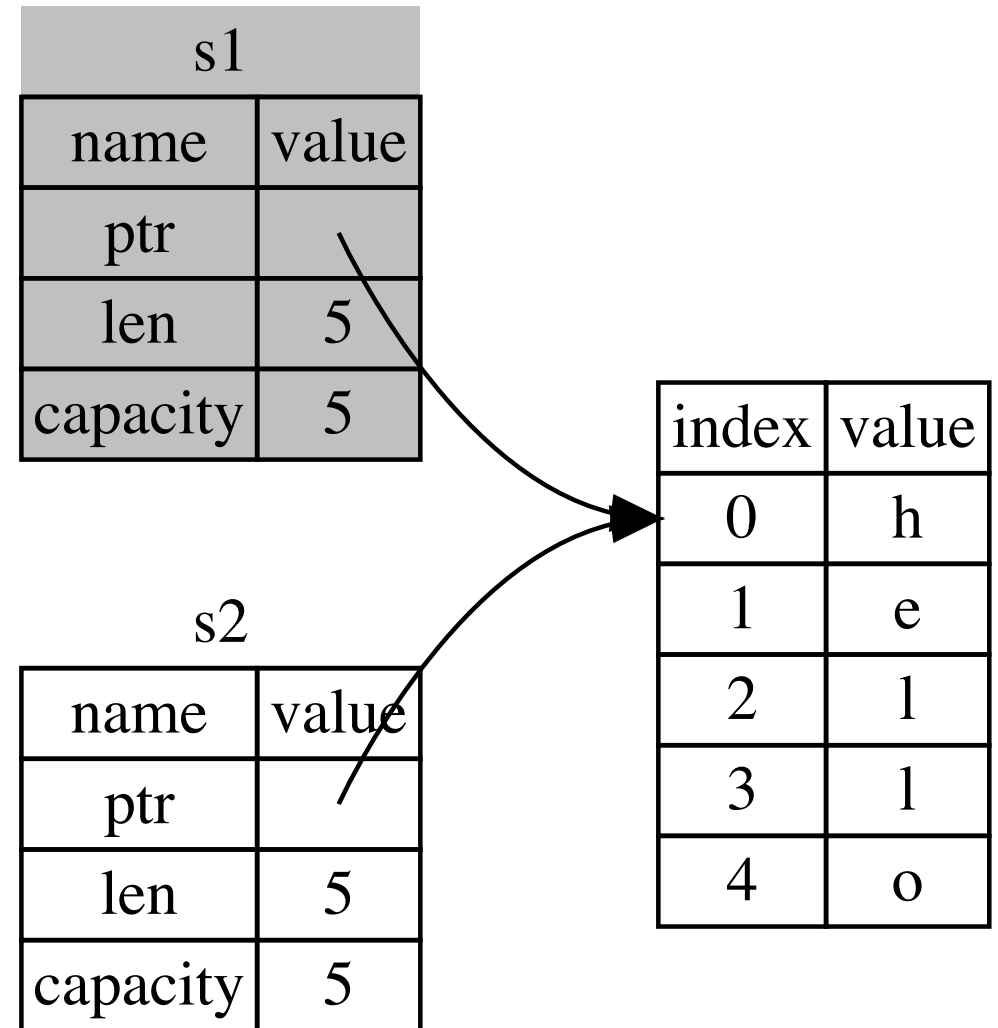 s1
name value
ptr
len 5
capacity 5
s2
name value
ptr
len 5
capacity 5
index value
0 h
1 e
2 l
3 l
4 o